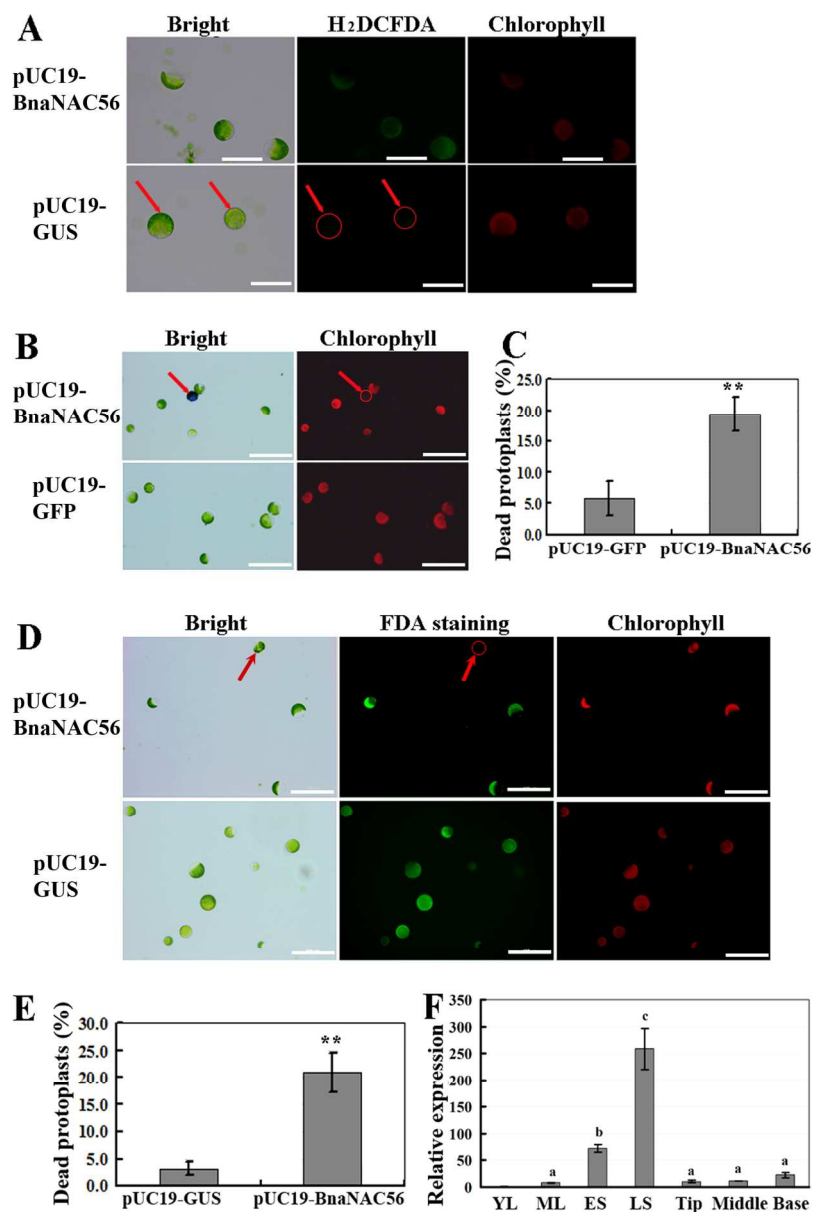 A
Bright H2DCFDA Chlorophyll
pUC19-
BnaNAC56
pUC19-
GUS
B
Bright Chlorophyll
pUC19-
BnaNAC56
pUC19-
GFP
C
Dead protoplasts (%)
25.0
**
20.0
15.0
10.0
5.0
0.0
pUC19-GFP pUC19-BnaNAC56
D
Bright FDA staining Chlorophyll
pUC19-
BnaNAC56
pUC19-
GUS
E
Dead protoplasts (%)
30.0
25.0
**
20.0
15.0
10.0
5.0
0.0
pUC19-GUS pUC19-BnaNAC56
F
Relative expression
350
300
c
250
200
150
100
b
50
a a a a
0
YL ML ES LS Tip Middle Base